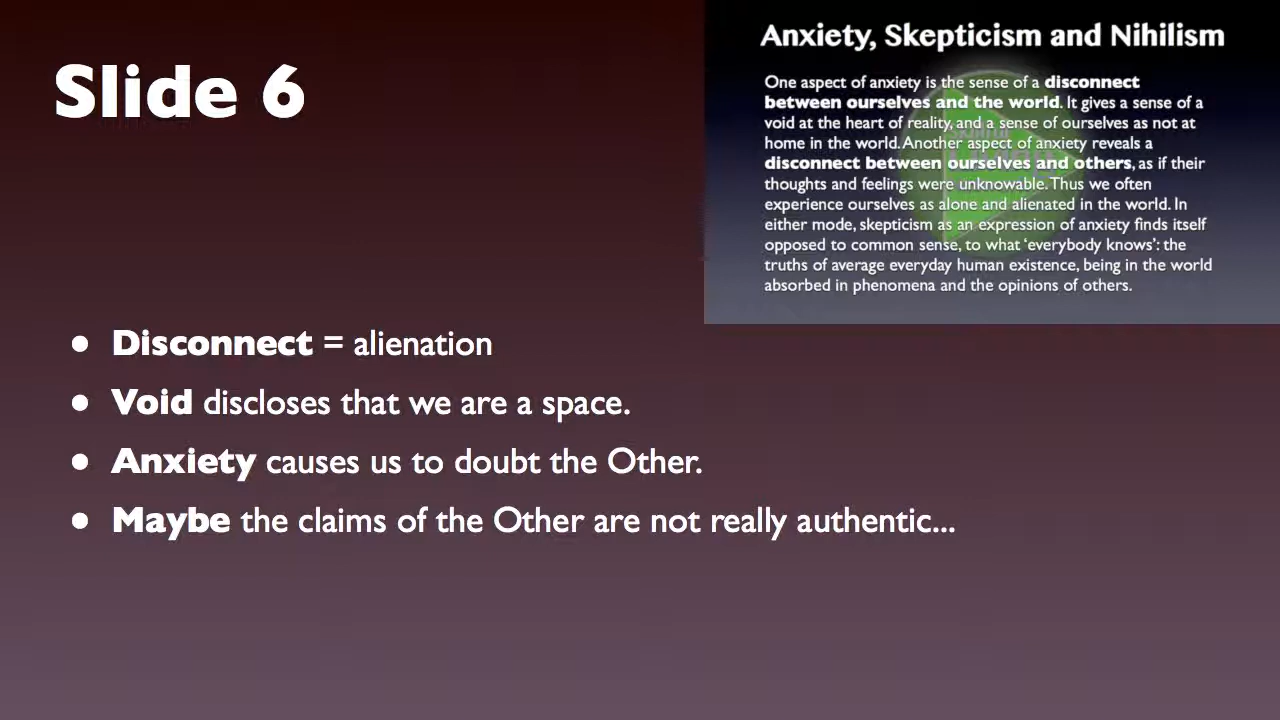 Slide 6
Anxiety, Skepticism and Nihilism
One aspect of anxiety is the sense of a disconnect
between ourselves and the world. It gives a sense of a
void at the heart of reality, and a sense of ourselves as not at
home in the world. Another aspect of anxiety reveals a
disconnect between ourselves and others, as if their
thoughts and feelings were unknowable. Thus we often
experience ourselves as alone and alienated in the world. In
either mode, skepticism as an expression of anxiety finds itself
opposed to common sense, to what ‘everybody knows’: the
truths of average everyday human existence, being in the world
absorbed in phenomena and the opinions of others.
• Disconnect = alienation
• Void discloses that we are a space.
• Anxiety causes us to doubt the Other.
• Maybe the claims of the Other are not really authentic...